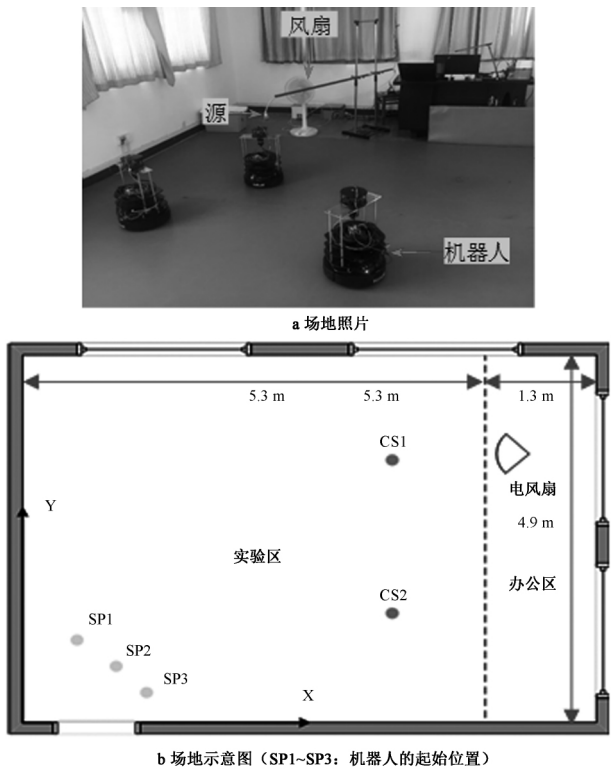 风扇
源
机器人
a 场地照片
5.3 m
5.3 m
1.3 m
CS1
电风扇
Y
4.9 m
实验区
办公区
CS2
SP1
SP2
SP3
X
b 场地示意图（SP1~SP3：机器人的起始位置）